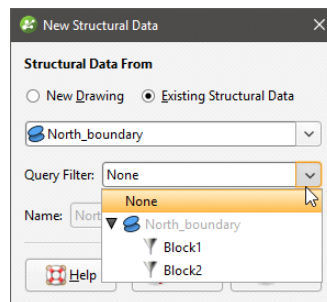 New Structural Data
Structural Data From
New Drawing Existing Structural Data
North_boundary
Query Filter: None
None
Name: North_boundary
Block1
Block2
Help